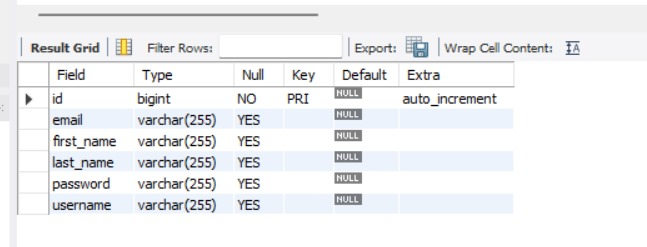 Result Grid Filter Rows: Export: Wrap Cell Content: IA
Field Type Null Key Default Extra
id bigint NO PRI NULL auto_increment
email varchar(255) YES NULL
first_name varchar(255) YES NULL
last_name varchar(255) YES NULL
password varchar(255) YES NULL
username varchar(255) YES NULL